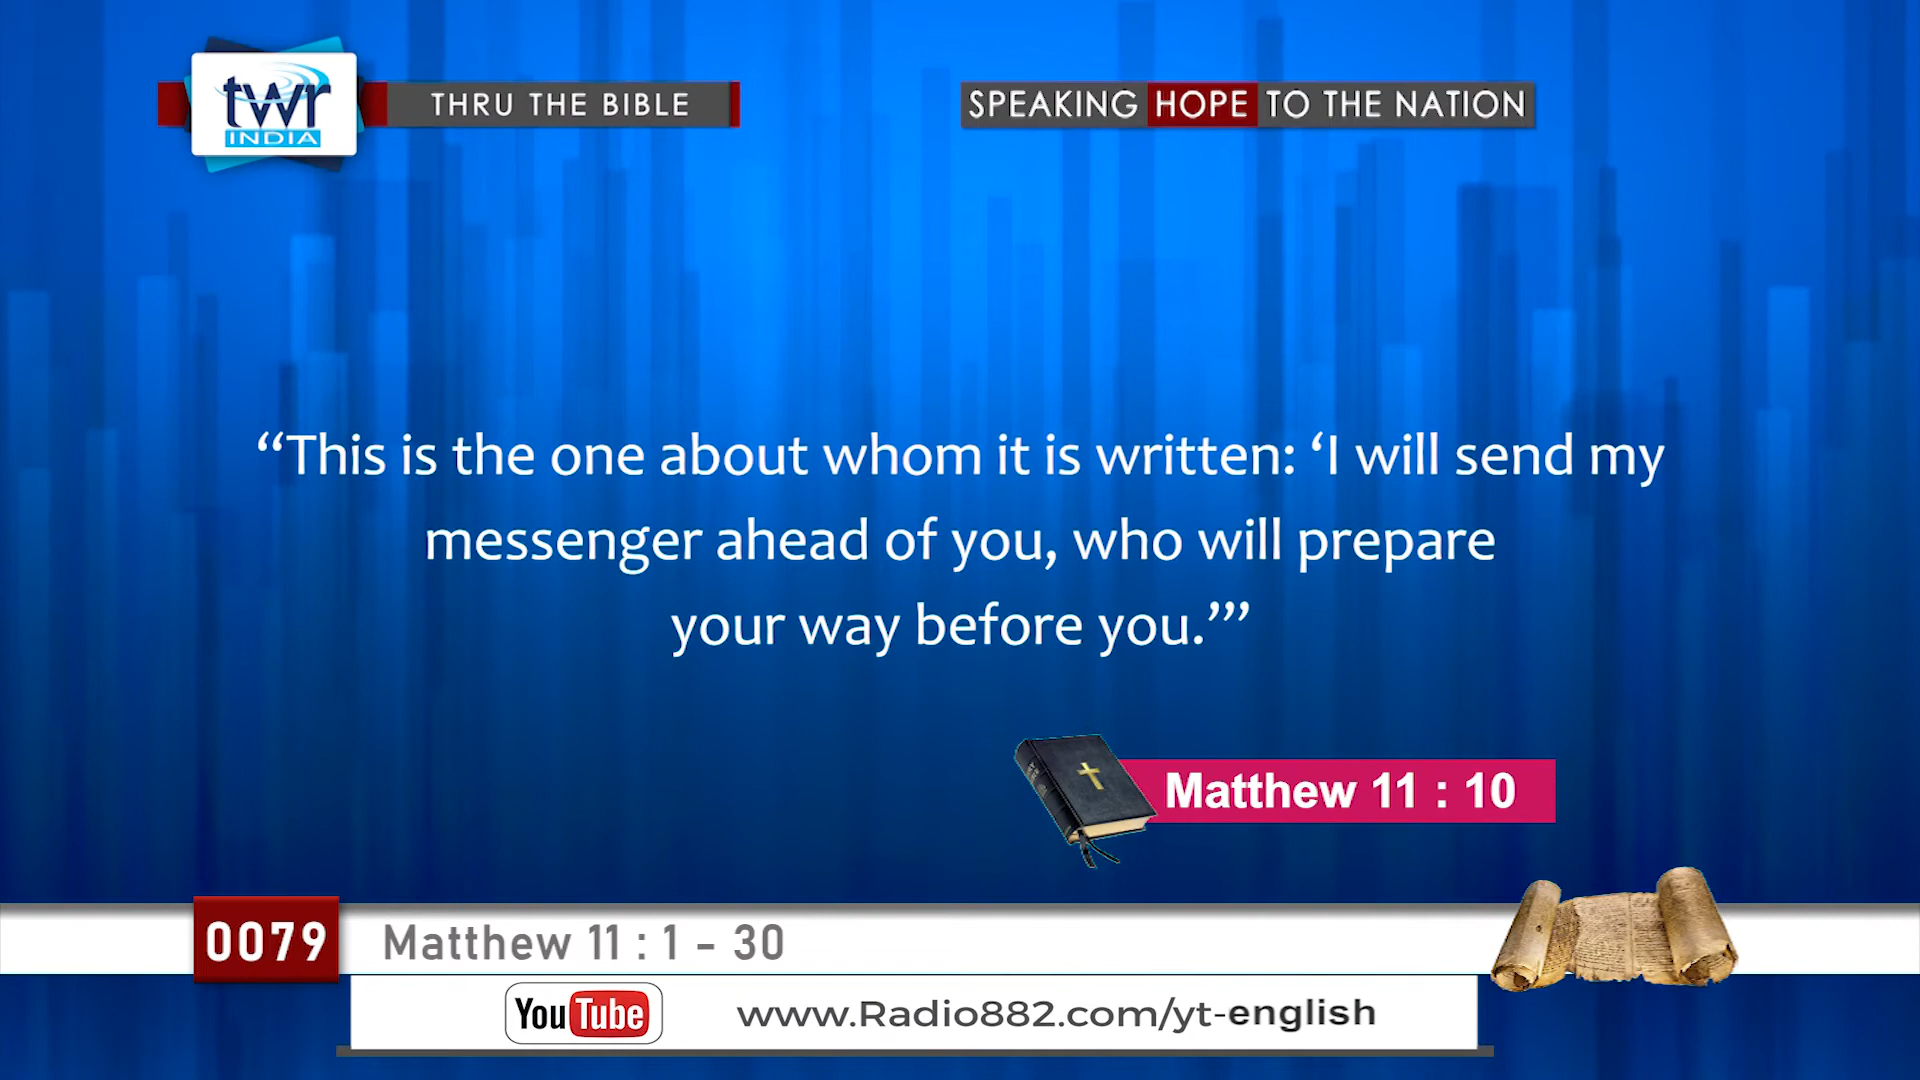 twr
INDIA
THRU THE BIBLE
SPEAKING HOPE TO THE NATION
“This is the one about whom it is written: ‘I will send my
messenger ahead of you, who will prepare
your way before you.’”
Matthew 11 : 10
0079
Matthew 11 : 1 - 30
YouTube
www.Radio882.com/yt-english